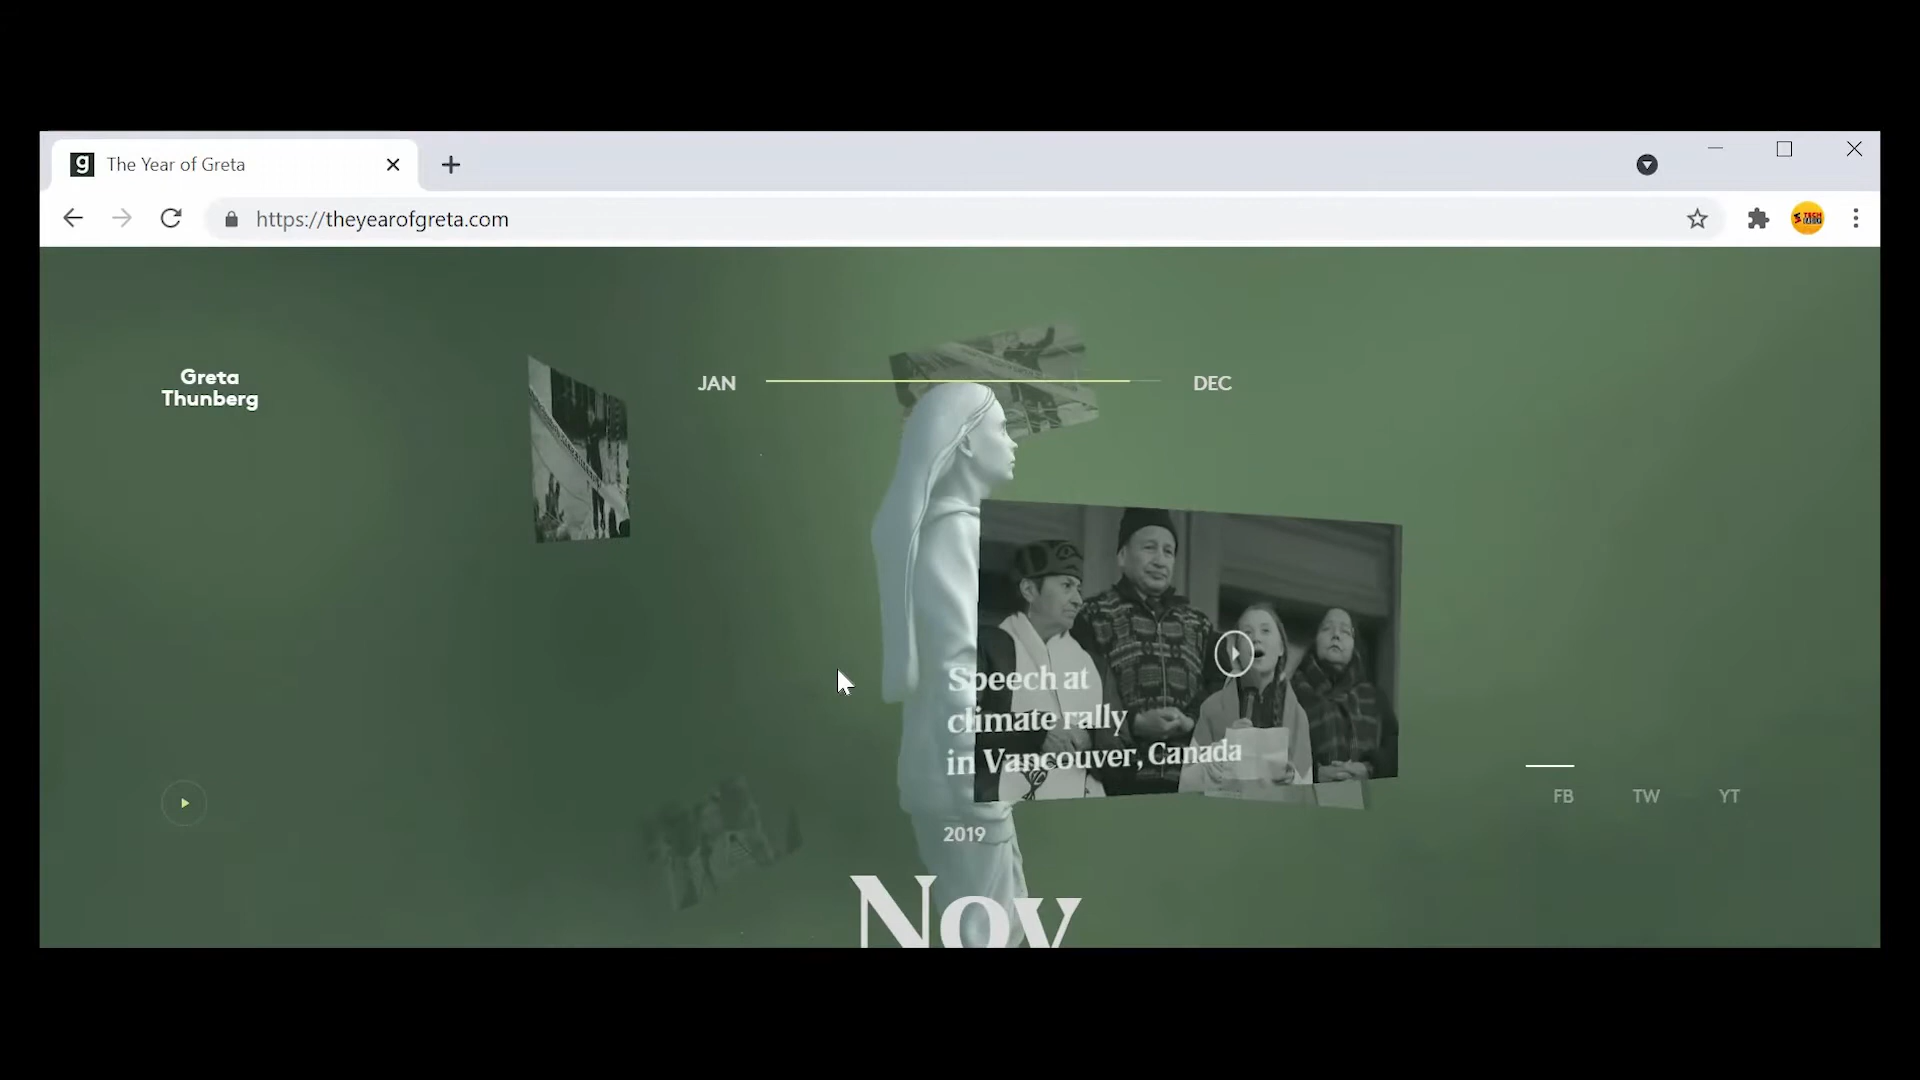 The Year of Greta
https://theyearofgreta.com
Greta
Thunberg
JAN
DEC
Speech at
climate rally
in Vancouver, Canada
2019
Nov
FB
TW
YT